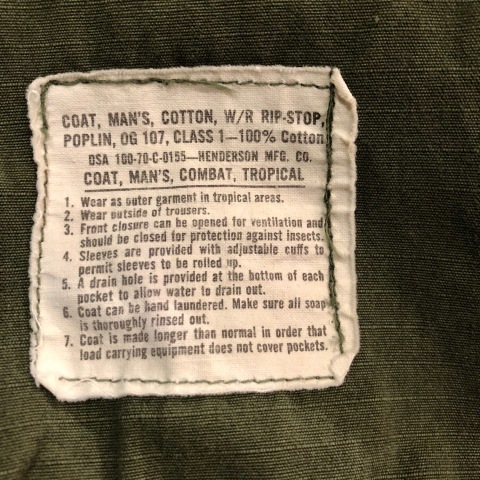 COAT, MAN'S, COTTON, W/R RIP-STOP,
POPLIN, OG 107, CLASS 1—100% Cotton
DSA 100-70-C-0155—HENDERSON MFG. CO.
COAT, MAN'S, COMBAT, TROPICAL
1. Wear as outer garment in tropical areas.
2. Wear outside of trousers.
3. Front closure can be opened for ventilation and
should be closed for protection against insects.
4. Sleeves are provided with adjustable cuffs to
permit sleeves to be rolled up.
5. A drain hole is provided at the bottom of each
pocket to allow water to drain out.
6. Coat can be hand laundered. Make sure all soap
is thoroughly rinsed out.
7. Coat is made longer than normal in order that
load carrying equipment does not cover pockets.